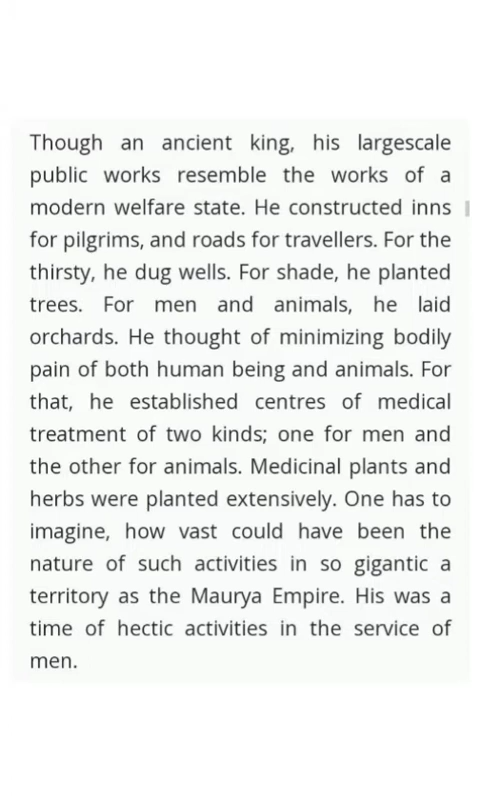 Though an ancient king, his largescale
public works resemble the works of a
modern welfare state. He constructed inns
for pilgrims, and roads for travellers. For the
thirsty, he dug wells. For shade, he planted
trees. For men and animals, he laid
orchards. He thought of minimizing bodily
pain of both human being and animals. For
that, he established centres of medical
treatment of two kinds; one for men and
the other for animals. Medicinal plants and
herbs were planted extensively. One has to
imagine, how vast could have been the
nature of such activities in so gigantic a
territory as the Maurya Empire. His was a
time of hectic activities in the service of
men.